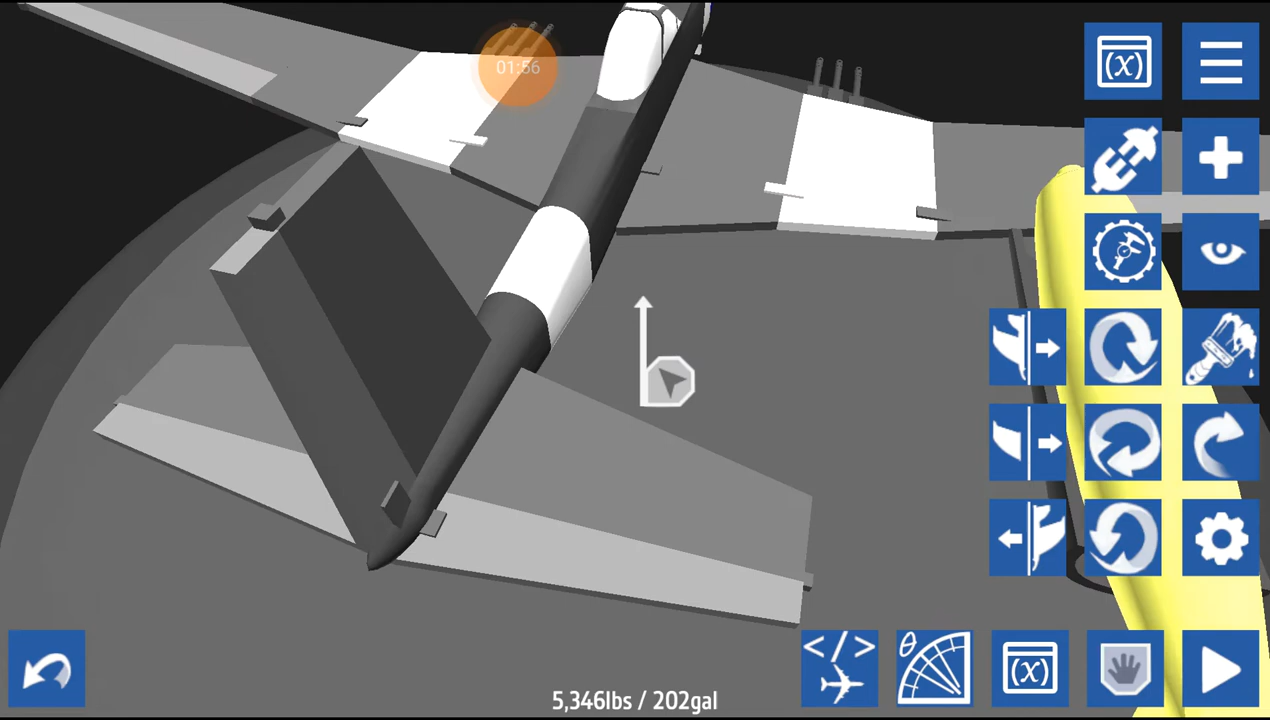 01:56
(x)
</>
θ
(x)
5,346lbs / 202gal